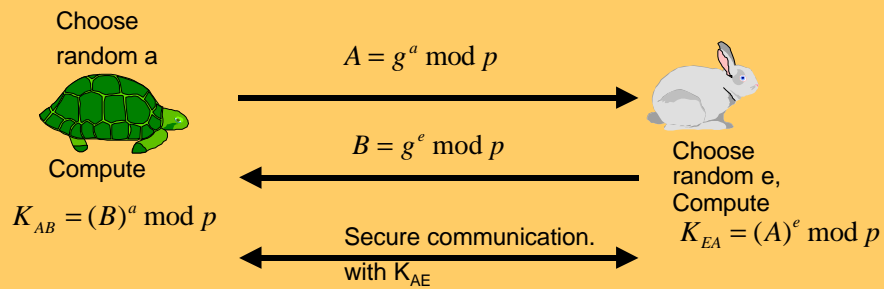 Choose
random a
A = g^a mod p
B = g^e mod p
Compute
K_AB = (B)^a mod p
Choose
random e,
Compute
K_EA = (A)^e mod p
Secure communication.
with K_AE